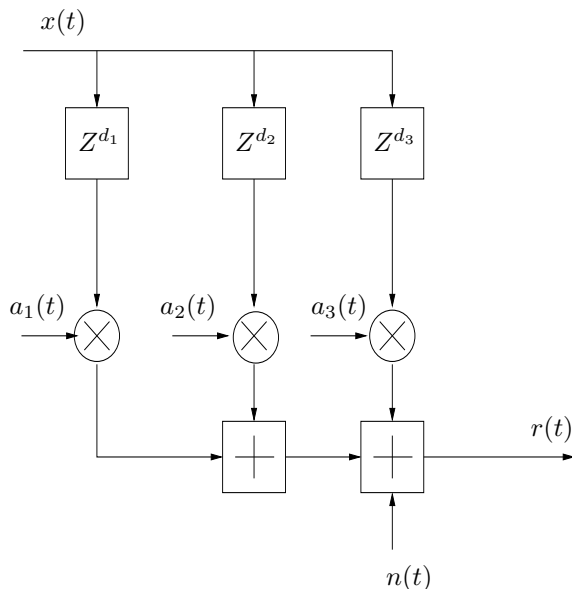 x(t)
Z^{d_1} Z^{d_2} Z^{d_3}
a_1(t) a_2(t) a_3(t)
r(t)
n(t)